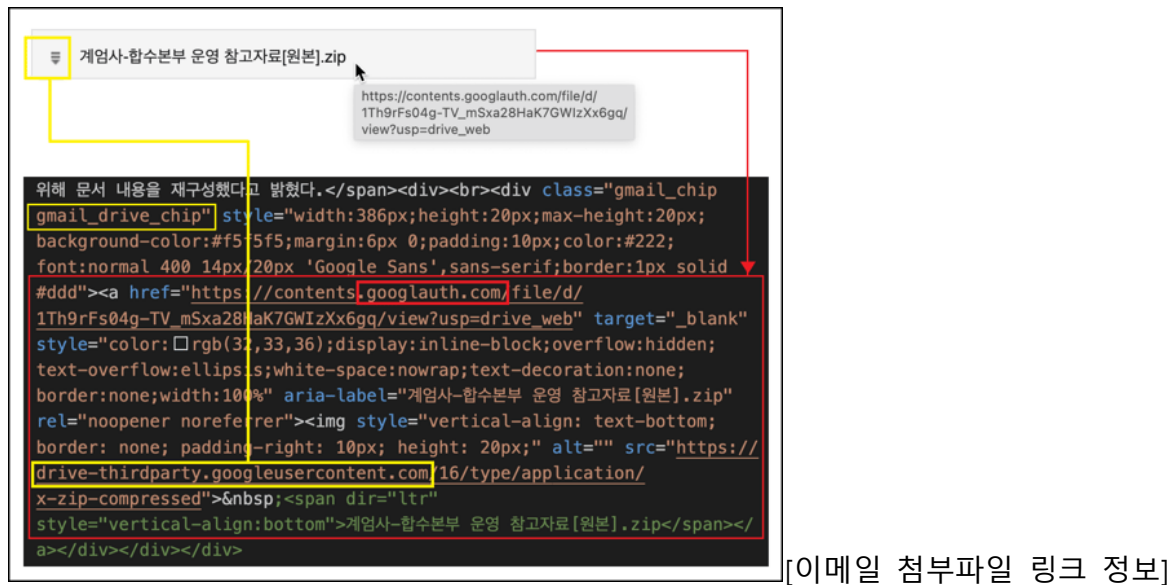 계엄사-합수본부 운영 참고자료[원본].zip
https://contents.googlauth.com/file/d/
1Th9rFs04g-TV_mSxa28HaK7GWIzXx6gq/
view?usp=drive_web
위해 문서 내용을 재구성했다고 밝혔다.</span><div><br><div class="gmail_chip
gmail_drive_chip" style="width:386px;height:20px;max-height:20px;
background-color:#f5f5f5;margin:6px 0;padding:10px;color:#222;
font:normal 400 14px/20px 'Google Sans',sans-serif;border:1px solid
#ddd"><a href="https://contents.googlauth.com/file/d/
1Th9rFs04g-TV_mSxa28HaK7GWIzXx6gq/view?usp=drive_web" target="_blank"
style="color:rgb(32,33,36);display:inline-block;overflow:hidden;
text-overflow:ellipsis;white-space:nowrap;text-decoration:none;
border:none;width:100%" aria-label="계엄사-합수본부 운영 참고자료[원본].zip"
rel="noopener noreferrer"><img style="vertical-align: text-bottom;
border: none; padding-right: 10px; height: 20px;" alt="" src="https://
drive-thirdparty.googleusercontent.com/16/type/application/
x-zip-compressed">&nbsp;<span dir="ltr"
style="vertical-align:bottom">계엄사-합수본부 운영 참고자료[원본].zip</span></
a></div></div></div>
[이메일 첨부파일 링크 정보]